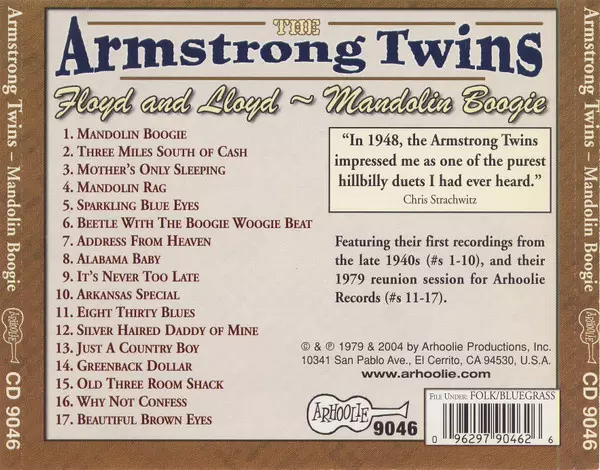 THE
Armstrong Twins
Floyd and Lloyd ~ Mandolin Boogie
1. MANDOLIN BOOGIE
2. THREE MILES SOUTH OF CASH
3. MOTHER'S ONLY SLEEPING
4. MANDOLIN RAG
5. SPARKLING BLUE EYES
6. BEETLE WITH THE BOOGIE WOOGIE BEAT
7. ADDRESS FROM HEAVEN
8. ALABAMA BABY
9. IT'S NEVER TOO LATE
10. ARKANSAS SPECIAL
11. EIGHT THIRTY BLUES
12. SILVER HAIRED DADDY OF MINE
13. JUST A COUNTRY BOY
14. GREENBACK DOLLAR
15. OLD THREE ROOM SHACK
16. WHY NOT CONFESS
17. BEAUTIFUL BROWN EYES
“In 1948, the Armstrong Twins
impressed me as one of the purest
hillbilly duets I had ever heard.”
Chris Strachwitz
Featuring their first recordings from
the late 1940s (#s 1-10), and their
1979 reunion session for Arhoolie
Records (#s 11-17).
© & ℗ 1979 & 2004 by Arhoolie Productions, Inc.
10341 San Pablo Ave., El Cerrito, CA 94530, U.S.A.
www.arhoolie.com
ARHOOLIE
9046
FILE UNDER: FOLK/BLUEGRASS
0 96297 90462 6
Armstrong Twins – Mandolin Boogie
ARHOOLIE
CD 9046
Armstrong Twins – Mandolin Boogie
ARHOOLIE
CD 9046